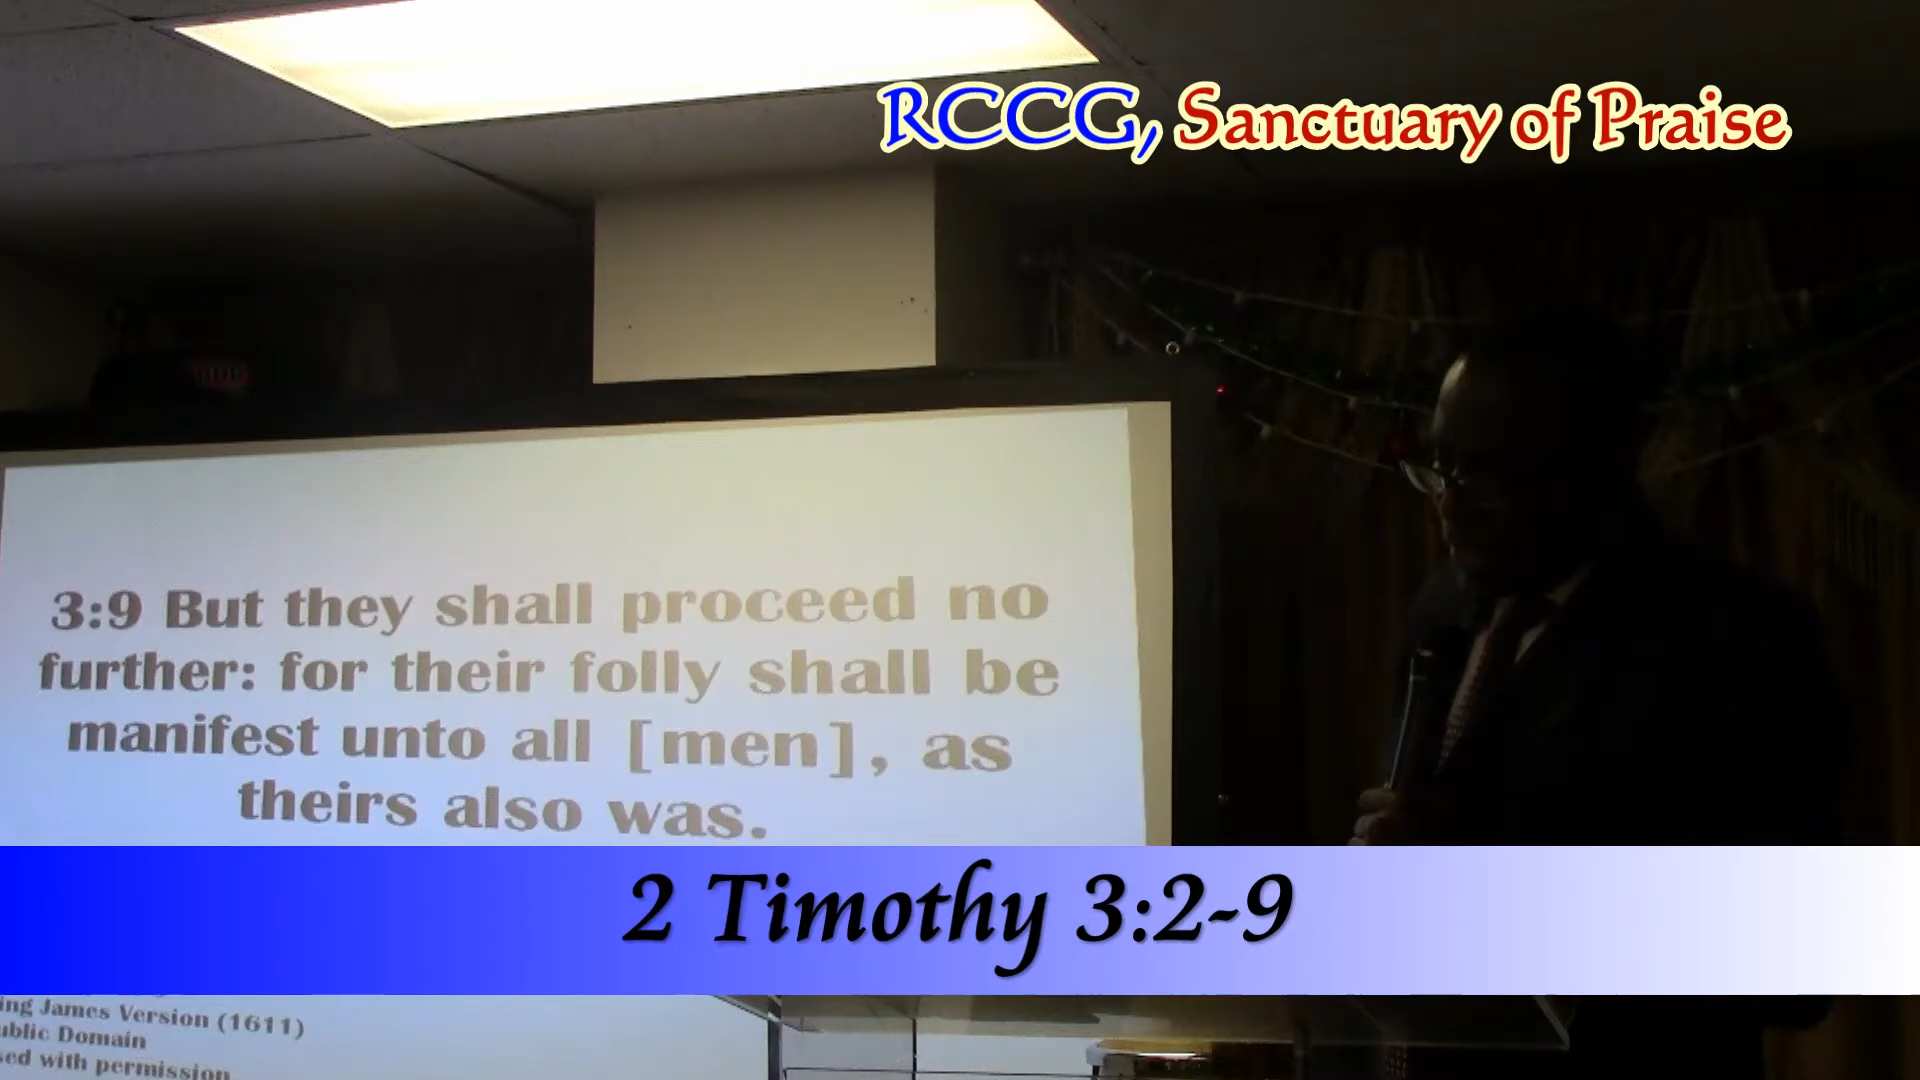 RCCG, Sanctuary of Praise
3:9 But they shall proceed no
further: for their folly shall be
manifest unto all [men], as
theirs also was.
2 Timothy 3:2-9
ing James Version (1611)
ublic Domain
sed with permission